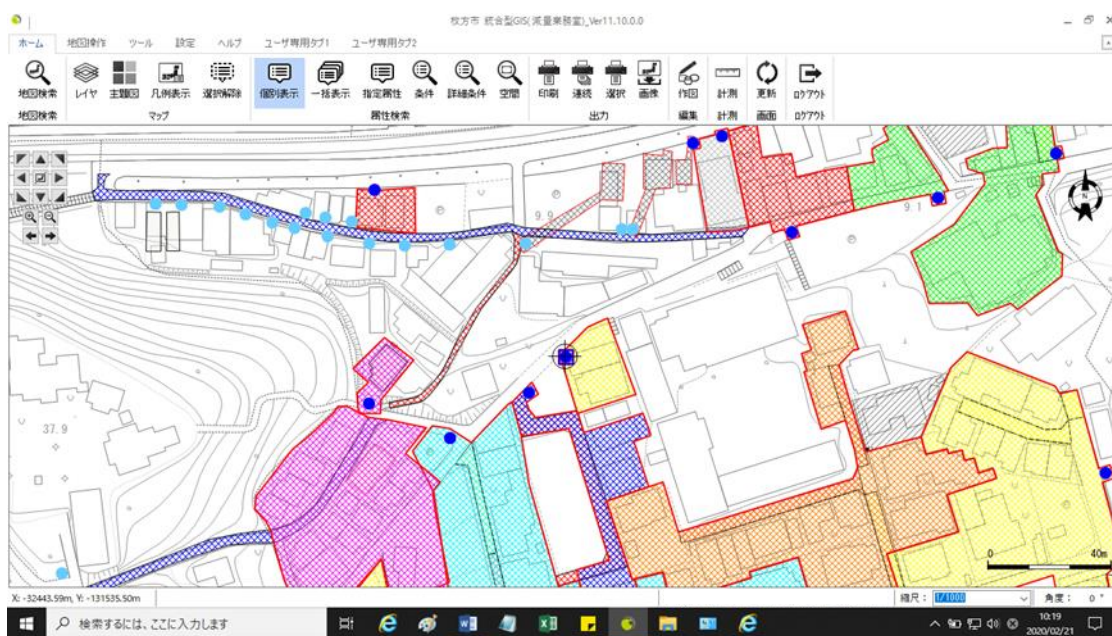 枚方市 統合型GIS(減量業務室)_Ver11.10.0.0
ホーム 地図操作 ツール 設定 ヘルプ ユーザ専用タブ1 ユーザ専用タブ2
地図検索 レイヤ 主題図 凡例表示 選択解除 個別表示 一括表示 指定属性 条件 詳細条件 空間 印刷 連続 選択 画像 作図 計測 更新 ログアウト
地図検索 マップ 属性検索 出力 編集 計測 画面 ログアウト
9.9
9.1
N
37.9
0 40m
X: -32443.59m, Y: -131535.50m
縮尺: 1/1000 角度: 0 °
検索するには、ここに入力します
10:19
2020/02/21